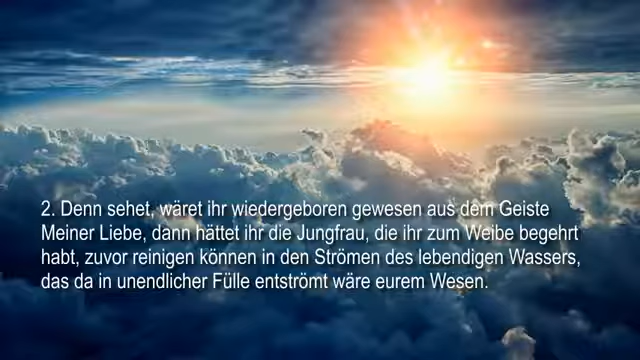 2. Denn sehet, wäret ihr wiedergeboren gewesen aus dem Geiste
Meiner Liebe, dann hättet ihr die Jungfrau, die ihr zum Weibe begehrt
habt, zuvor reinigen können in den Strömen des lebendigen Wassers,
das da in unendlicher Fülle entströmt wäre eurem Wesen.